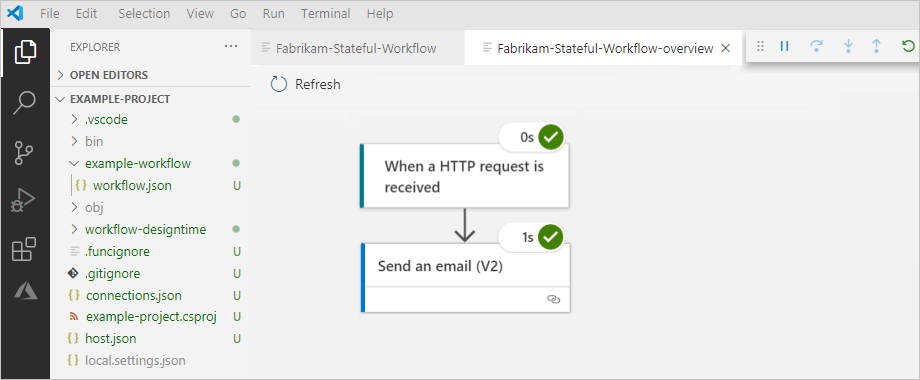 File Edit View Go Run Terminal Help
EXPLORER ···
Fabrikam-Stateful-Workflow
Fabrikam-Stateful-Workflow-overview
OPEN EDITORS
Refresh
EXAMPLE-PROJECT
.vscode
bin
example-workflow
{} workflow.json U
obj
workflow-designtime
.funcignore U
.gitignore U
{} connections.json U
example-project.csproj U
{} host.json U
{} local.settings.json
0s
When a HTTP request is
received
1s
Send an email (V2)